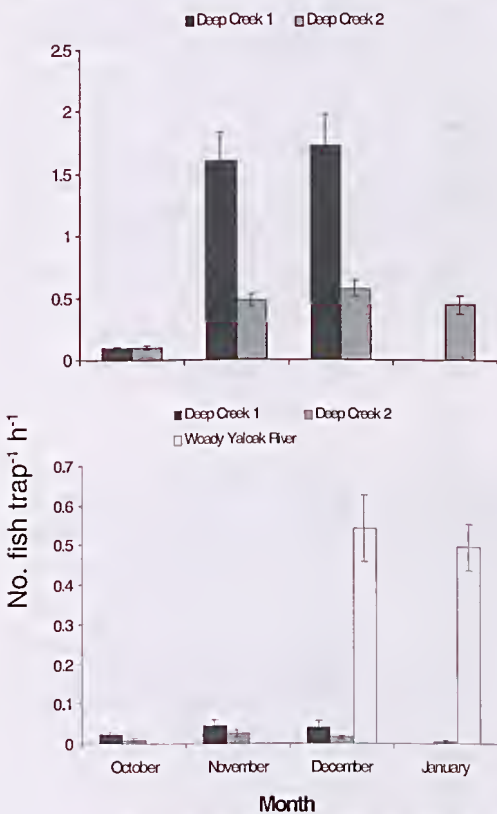 ■ Deep Creek 1 ■ Deep Creek 2
2.5
2
1.5
1
0.5
0
■ Deep Creek 1 ■ Deep Creek 2
□ Woady Yaloak River
No. fish trap⁻¹ h⁻¹
0.7
0.6
0.5
0.4
0.3
0.2
0.1
0
October November December January
Month